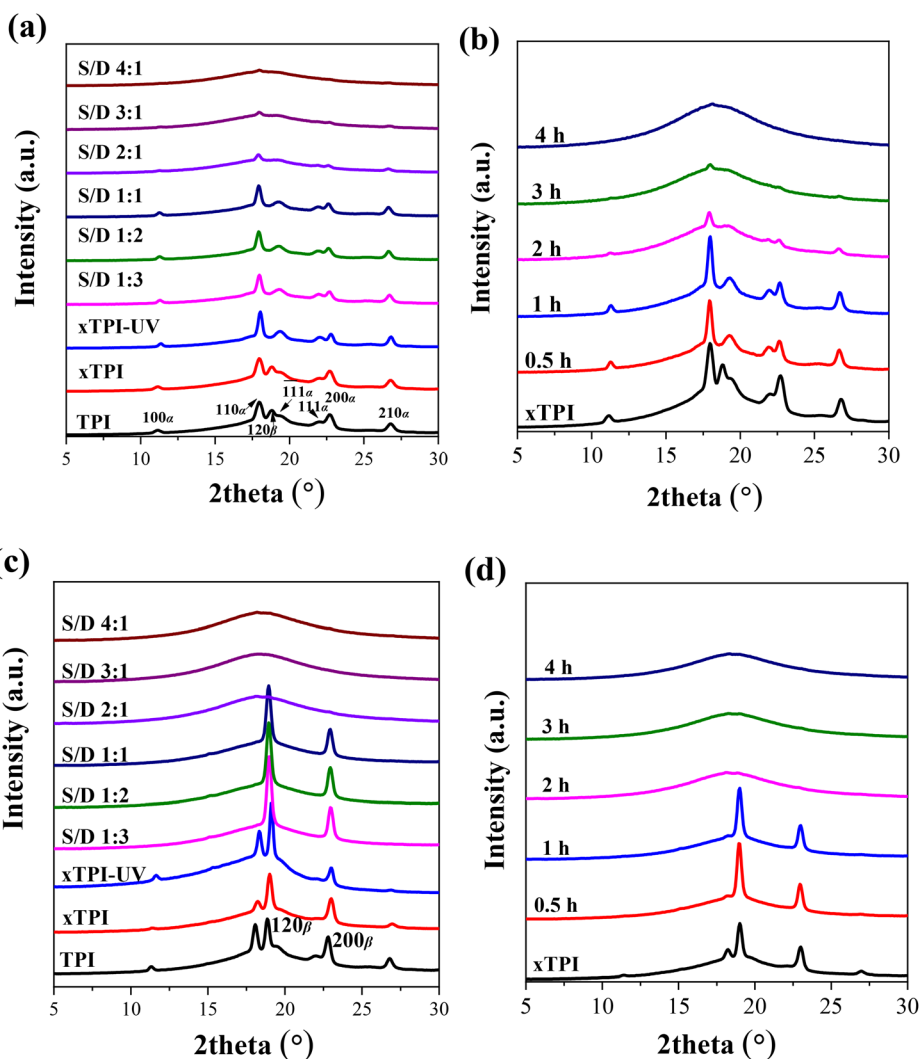 (a)
S/D 4:1
S/D 3:1
S/D 2:1
S/D 1:1
S/D 1:2
S/D 1:3
xTPI-UV
xTPI
TPI
100α
110α
120β
1̅11α
111α
200α
210α
5 10 15 20 25 30
2theta (°)
Intensity (a.u.)
(b)
4 h
3 h
2 h
1 h
0.5 h
xTPI
5 10 15 20 25 30
2theta (°)
Intensity (a.u.)
(c)
S/D 4:1
S/D 3:1
S/D 2:1
S/D 1:1
S/D 1:2
S/D 1:3
xTPI-UV
xTPI
TPI
120β
200β
5 10 15 20 25 30
2theta (°)
Intensity (a.u.)
(d)
4 h
3 h
2 h
1 h
0.5 h
xTPI
5 10 15 20 25 30
2theta (°)
Intensity (a.u.)